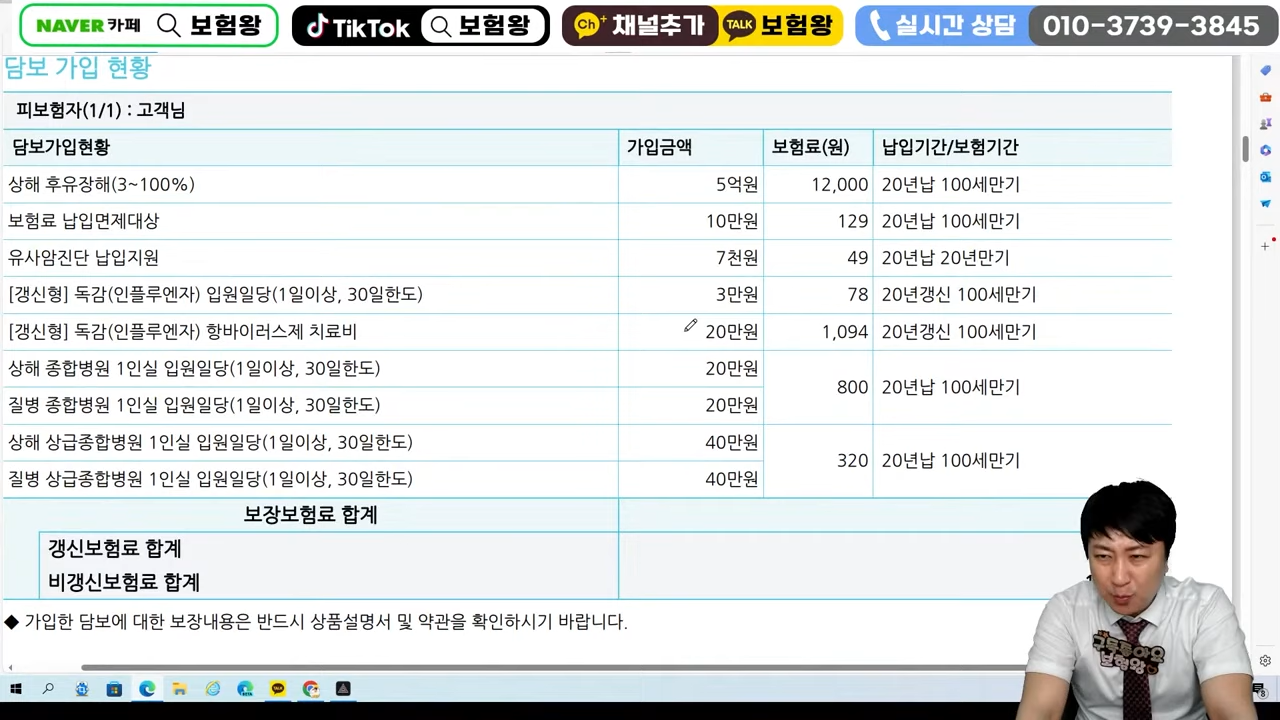 NAVER 카페 보험왕 TikTok 보험왕 Ch+ 채널추가 TALK 보험왕 실시간 상담 010-3739-3845
담보 가입 현황
피보험자(1/1) : 고객님
담보가입현황 가입금액 보험료(원) 납입기간/보험기간
상해 후유장해(3~100%) 5억원 12,000 20년납 100세만기
보험료 납입면제대상 10만원 129 20년납 100세만기
유사암진단 납입지원 7천원 49 20년납 20년만기
[갱신형] 독감(인플루엔자) 입원일당(1일이상, 30일한도) 3만원 78 20년갱신 100세만기
[갱신형] 독감(인플루엔자) 항바이러스제 치료비 20만원 1,094 20년갱신 100세만기
상해 종합병원 1인실 입원일당(1일이상, 30일한도) 20만원
800 20년납 100세만기
질병 종합병원 1인실 입원일당(1일이상, 30일한도) 20만원
상해 상급종합병원 1인실 입원일당(1일이상, 30일한도) 40만원
320 20년납 100세만기
질병 상급종합병원 1인실 입원일당(1일이상, 30일한도) 40만원
보장보험료 합계
갱신보험료 합계
비갱신보험료 합계
◆ 가입한 담보에 대한 보장내용은 반드시 상품설명서 및 약관을 확인하시기 바랍니다.
구독좋아요
보험왕